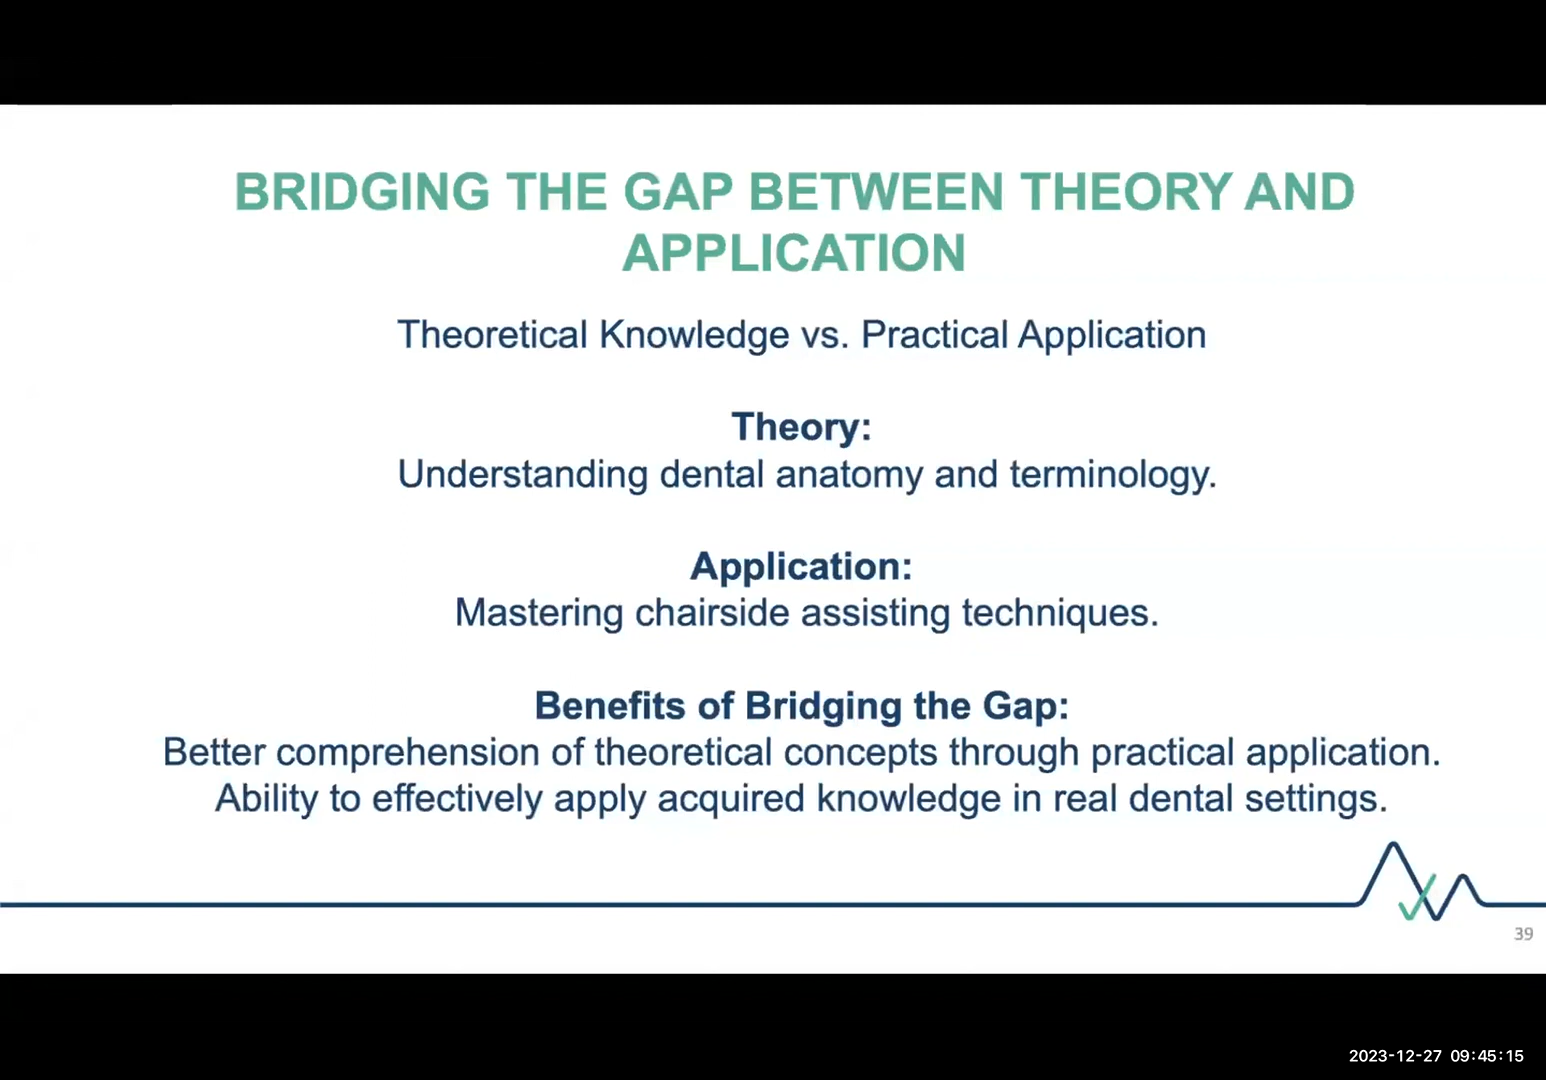 BRIDGING THE GAP BETWEEN THEORY AND
APPLICATION
Theoretical Knowledge vs. Practical Application
Theory:
Understanding dental anatomy and terminology.
Application:
Mastering chairside assisting techniques.
Benefits of Bridging the Gap:
Better comprehension of theoretical concepts through practical application.
Ability to effectively apply acquired knowledge in real dental settings.
39
2023-12-27 09:45:15